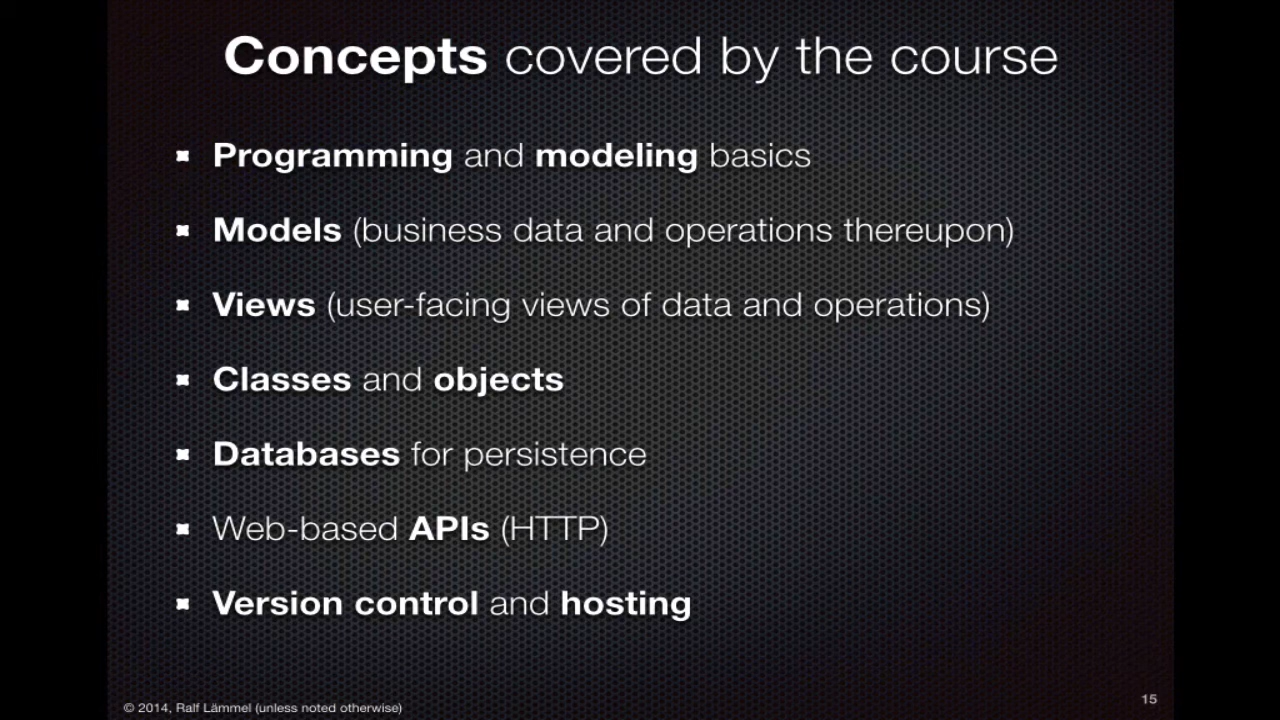 Concepts covered by the course
Programming and modeling basics
Models (business data and operations thereupon)
Views (user-facing views of data and operations)
Classes and objects
Databases for persistence
Web-based APIs (HTTP)
Version control and hosting
© 2014, Ralf Lämmel (unless noted otherwise)
15